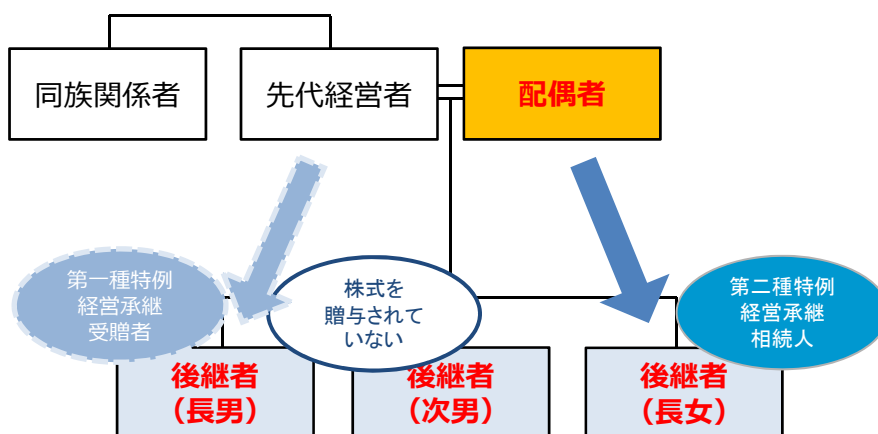 同族関係者
先代経営者
配偶者
第一種特例
経営承継
受贈者
株式を
贈与されて
いない
第二種特例
経営承継
相続人
後継者
(長男)
後継者
(次男)
後継者
(長女)